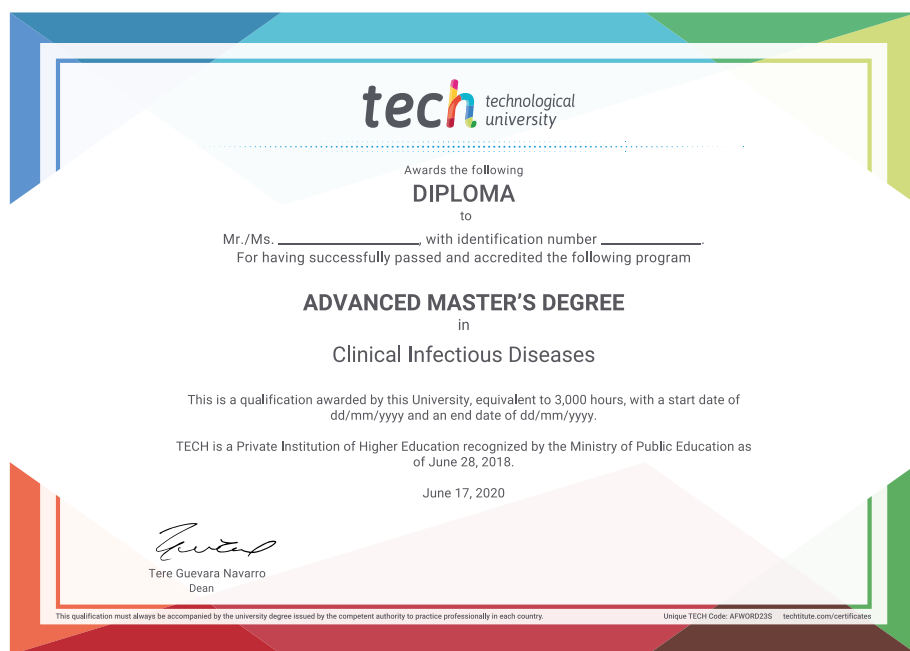 tech technological
university
Awards the following
DIPLOMA
to
Mr./Ms. ____________________, with identification number ______________.
For having successfully passed and accredited the following program
ADVANCED MASTER'S DEGREE
in
Clinical Infectious Diseases
This is a qualification awarded by this University, equivalent to 3,000 hours, with a start date of
dd/mm/yyyy and an end date of dd/mm/yyyy.
TECH is a Private Institution of Higher Education recognized by the Ministry of Public Education as
of June 28, 2018.
June 17, 2020
Tere Guevara Navarro
Dean
This qualification must always be accompanied by the university degree issued by the competent authority to practice professionally in each country.
Unique TECH Code: AFWORD23S techtitute.com/certificates